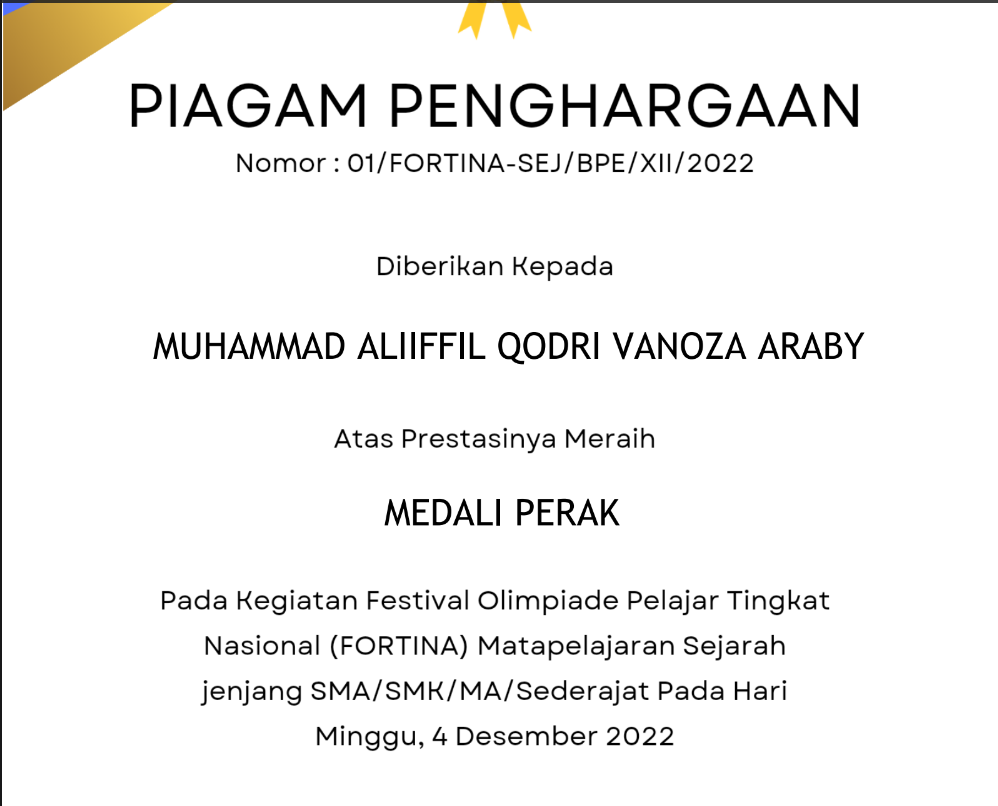 PIAGAM PENGHARGAAN
Nomor : 01/FORTINA-SEJ/BPE/XII/2022
Diberikan Kepada
MUHAMMAD ALIIFFIL QODRI VANOZA ARABY
Atas Prestasinya Meraih
MEDALI PERAK
Pada Kegiatan Festival Olimpiade Pelajar Tingkat
Nasional (FORTINA) Matapelajaran Sejarah
jenjang SMA/SMK/MA/Sederajat Pada Hari
Minggu, 4 Desember 2022